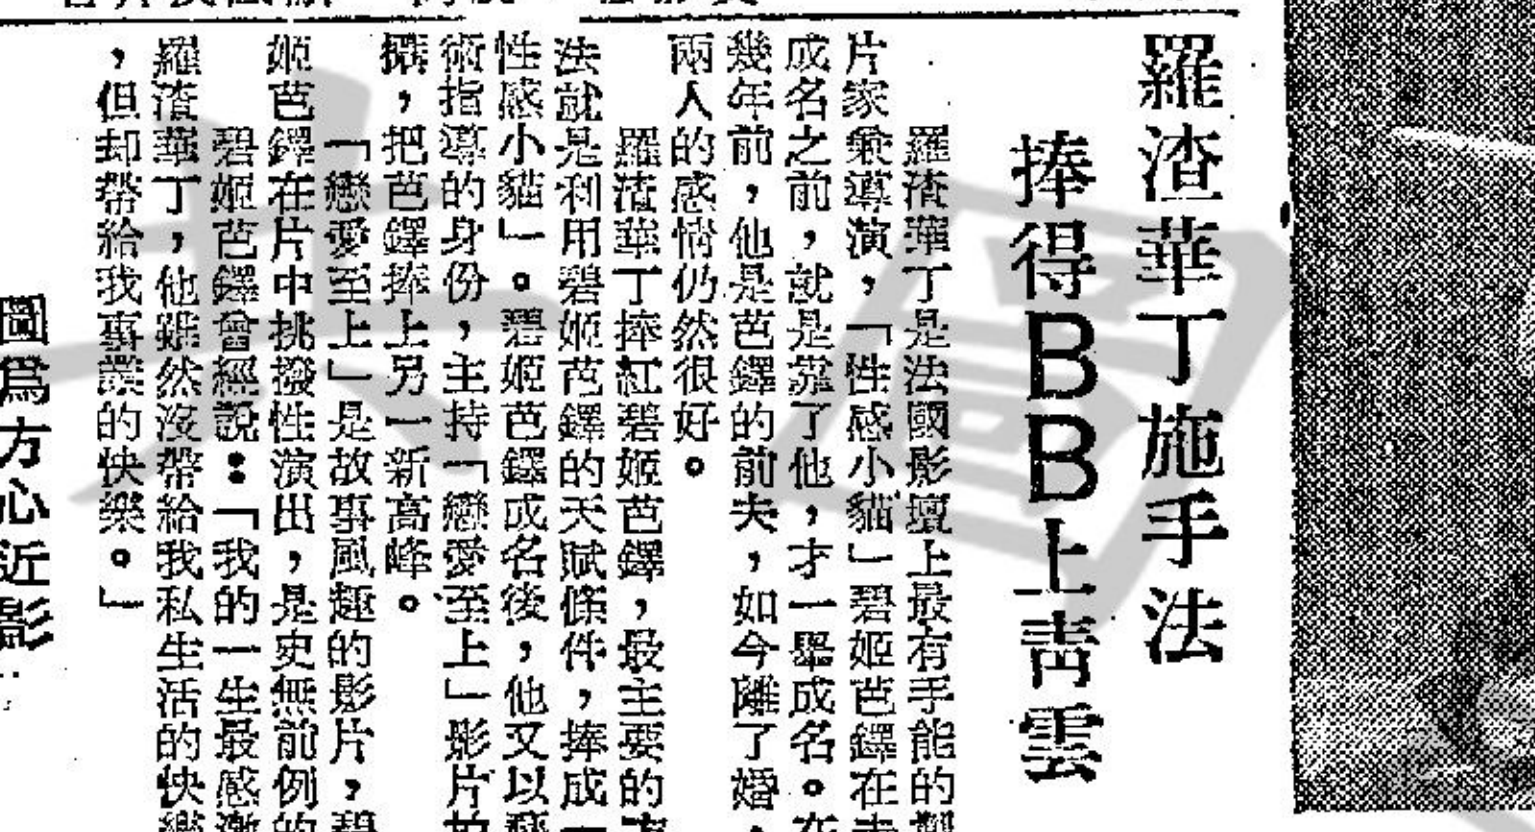 羅渣華丁施手法
捧得BB上靑雲
羅渣華丁是法國影壇上最有手能的製
片家兼導演，「性感小貓」碧姬芭鐸在未
成名之前，就是靠了他，才一舉成名。在
幾年前，他是芭鐸的前夫，如今離了婚，
兩人的感情仍然很好。
羅渣華丁捧紅碧姬芭鐸，最主要的
法就是利用碧姬芭鐸的天賦條件，捧成
性感小貓」。碧姬芭鐸成名後，他又以藝
術指導的身份，主持「戀愛至上」影片拍
攝，把芭鐸捧上另一新高峰。
「戀愛至上」是故事風趣的影片，碧
姬芭鐸在片中挑撥性演出，是史無前例的
碧姬芭鐸會經說：「我的一生最感激
羅渣華丁，他雖然沒帶給我私生活的快樂
，但却帮給我事業的快樂。」
圖爲方心近影